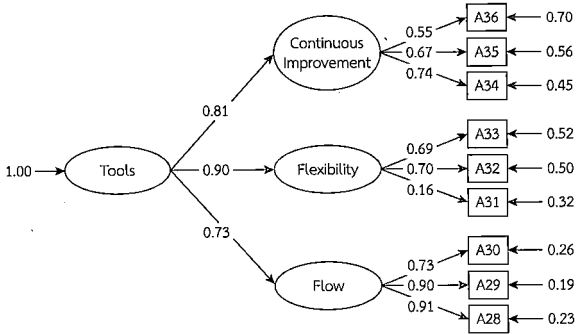 0.55
A36
0.70
Continuous
Improvement
0.67
A35
0.56
0.74
A34
0.45
0.81
0.69
A33
0.52
1.00
Tools
0.90
Flexibility
0.70
A32
0.50
0.16
A31
0.32
0.73
0.73
A30
0.26
Flow
0.90
A29
0.19
0.91
A28
0.23